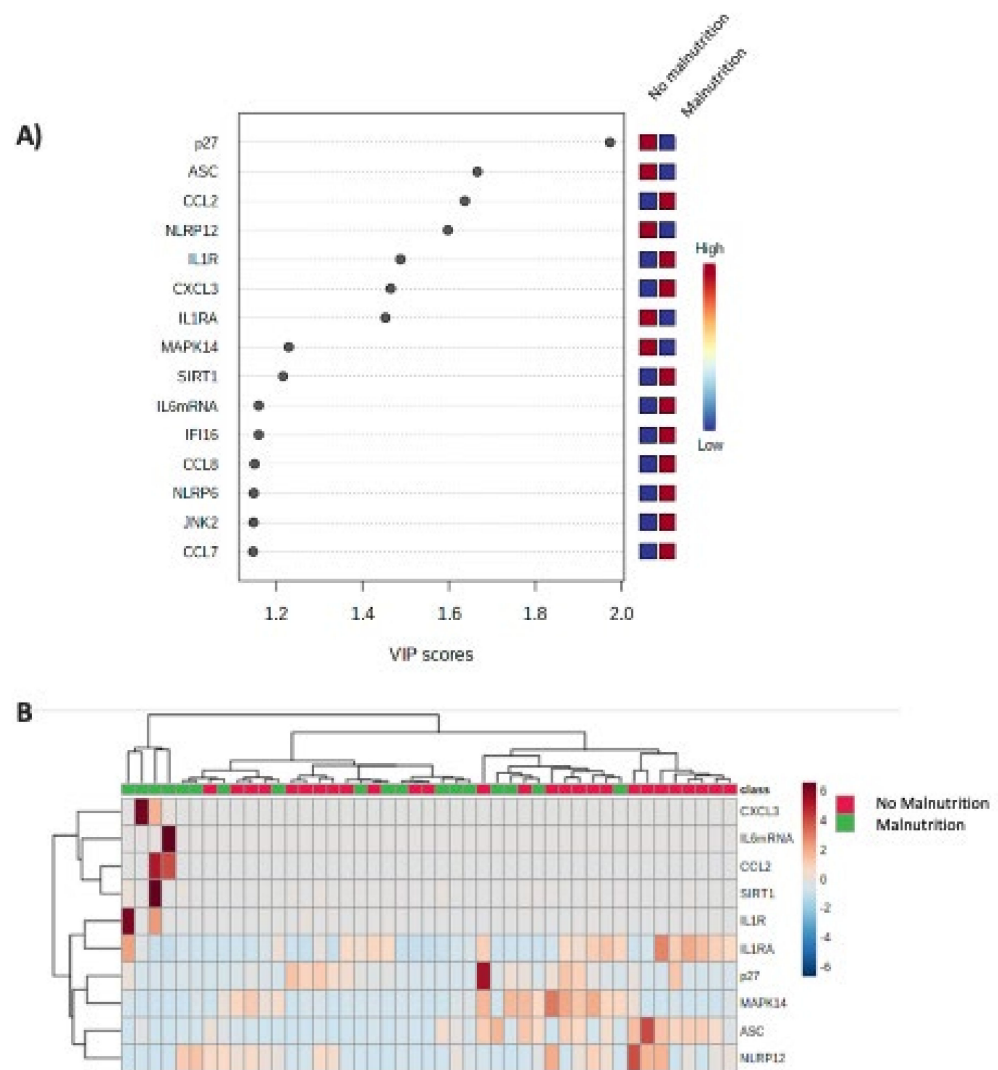 No malnutrition
Malnutrition
A)
p27
ASC
CCL2
NLRP12
IL1R
CXCL3
IL1RA
MAPK14
SIRT1
IL6mRNA
IFI16
CCL8
NLRP6
JNK2
CCL7
High
Low
1.2 1.4 1.6 1.8 2.0
VIP scores
B
class
CXCL3
IL6mRNA
CCL2
SIRT1
IL1R
IL1RA
p27
MAPK14
ASC
NLRP12
6
4
2
0
-2
-4
-6
No Malnutrition
Malnutrition